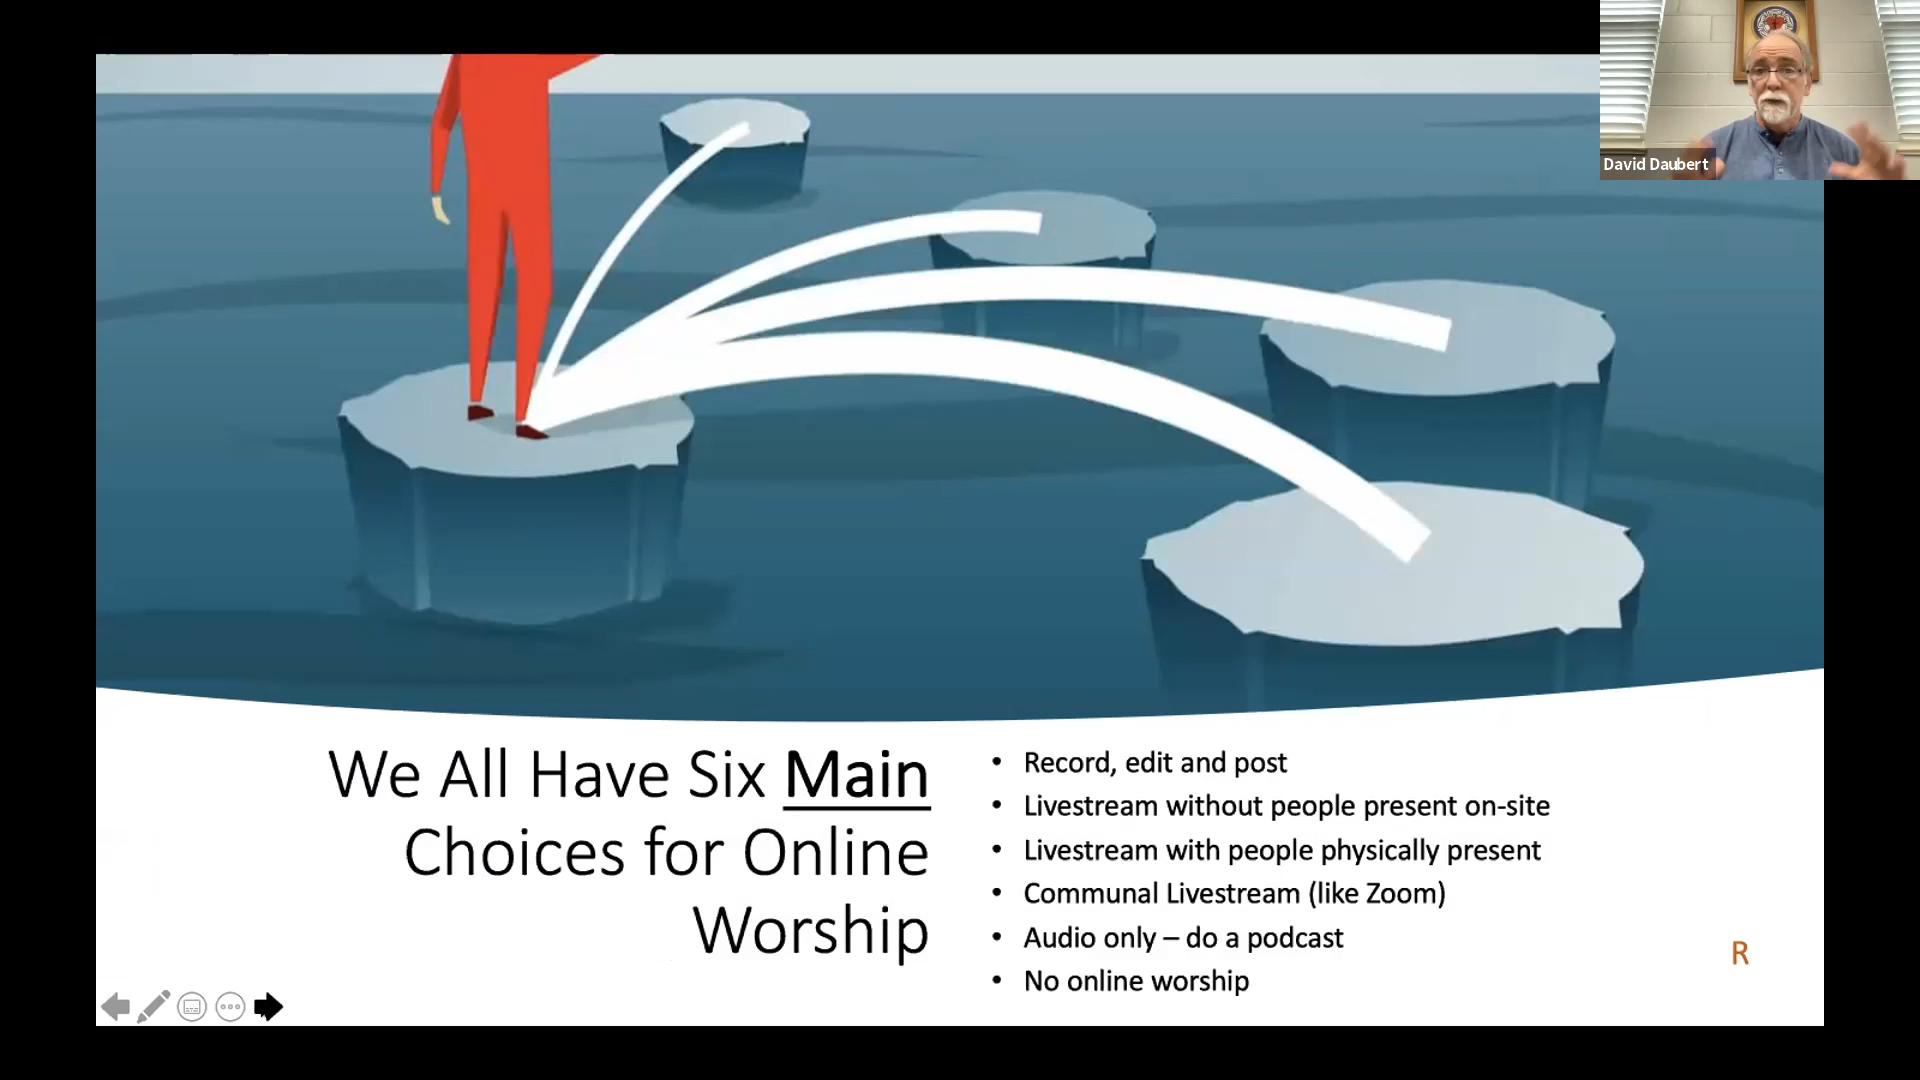 David Daubert
We All Have Six Main
Choices for Online
Worship
• Record, edit and post
• Livestream without people present on-site
• Livestream with people physically present
• Communal Livestream (like Zoom)
• Audio only – do a podcast
• No online worship
R